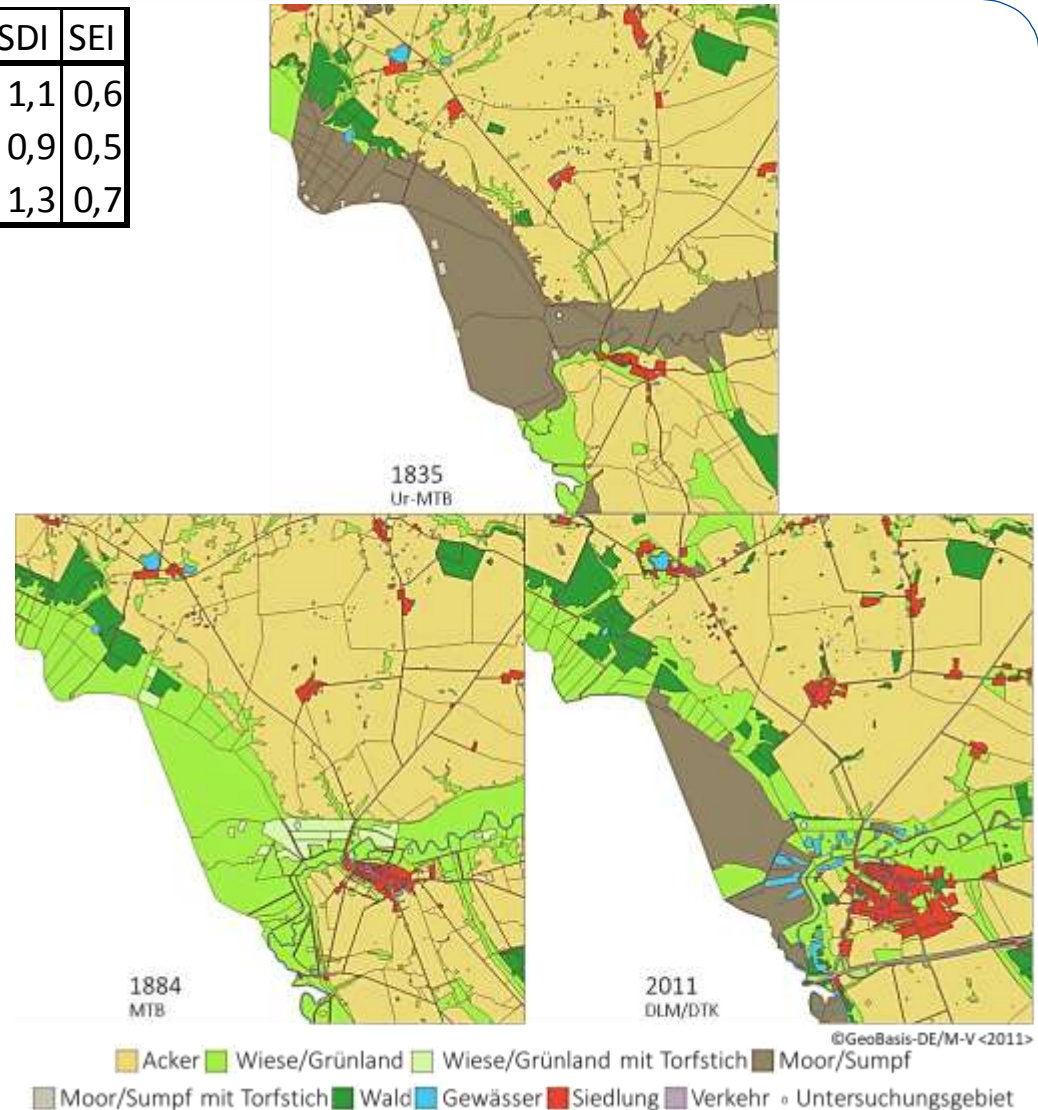 SDI SEI
1,1 0,6
0,9 0,5
1,3 0,7
1835
Ur-MTB
1884
MTB
2011
DLM/DTK
©GeoBasis-DE/M-V <2011>
Acker Wiese/Grünland Wiese/Grünland mit Torfstich Moor/Sumpf
Moor/Sumpf mit Torfstich Wald Gewässer Siedlung Verkehr Untersuchungsgebiet